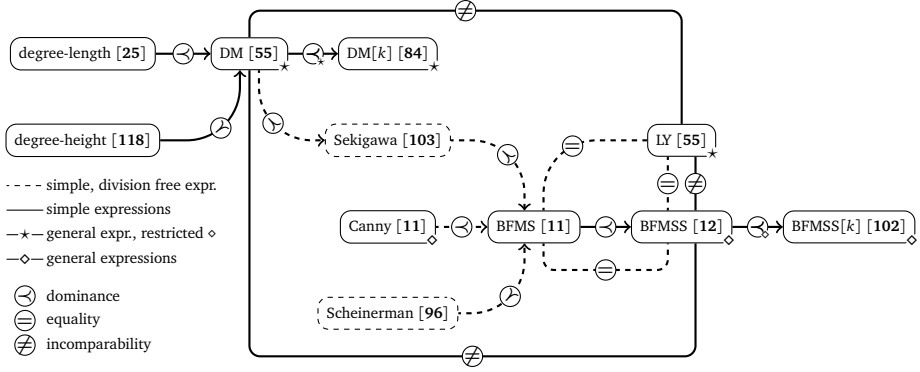 degree-length [25]
DM [55]
DM[k] [84]
degree-height [118]
Sekigawa [103]
LY [55]
simple, division free expr.
simple expressions
general expr., restricted ⋄
general expressions
Canny [11]
BFMS [11]
BFMSS [12]
BFMSS[k] [102]
dominance
equality
incomparability
Scheinerman [96]